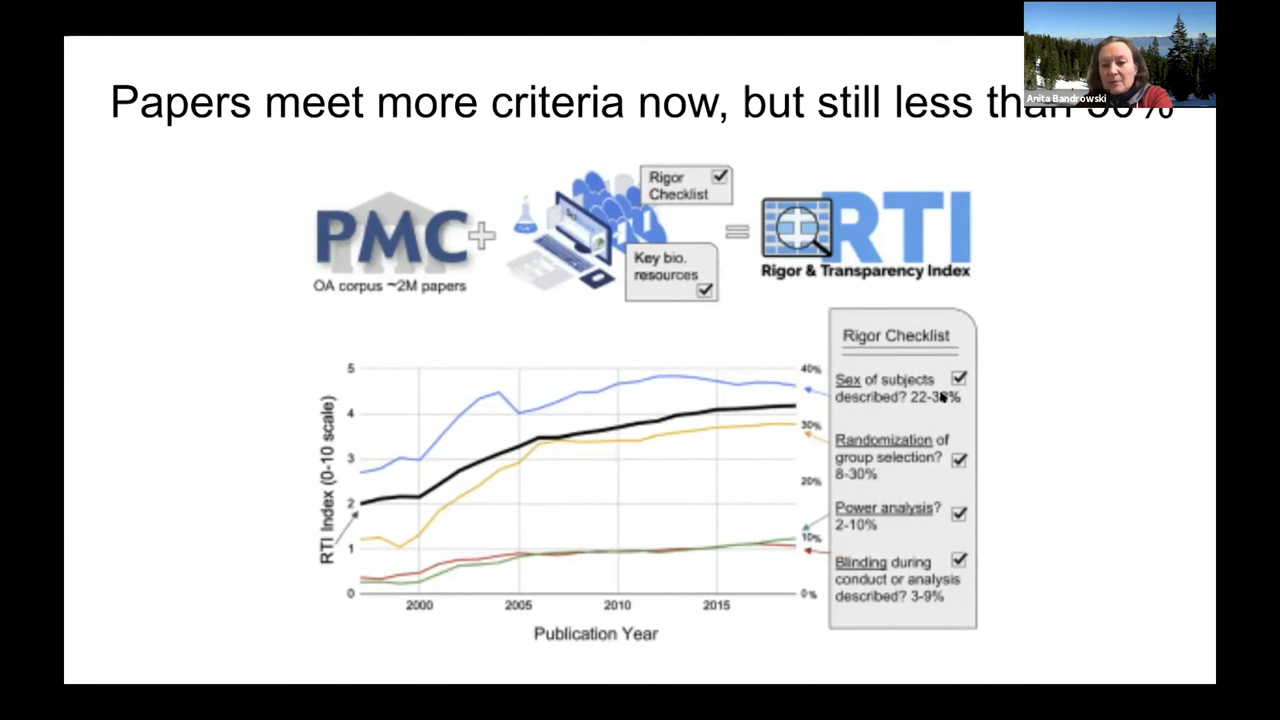 Papers meet more criteria now, but still less than 50%
Anita Bandrowski
PMC
OA corpus ~2M papers
Rigor
Checklist
Key bio.
resources
RTI
Rigor & Transparency Index
RTI Index (0-10 scale)
5
4
3
2
1
0
40%
30%
20%
10%
0%
2000
2005
2010
2015
Publication Year
Rigor Checklist
Sex of subjects
described? 22-38%
Randomization of
group selection?
8-30%
Power analysis?
2-10%
Blinding during
conduct or analysis
described? 3-9%